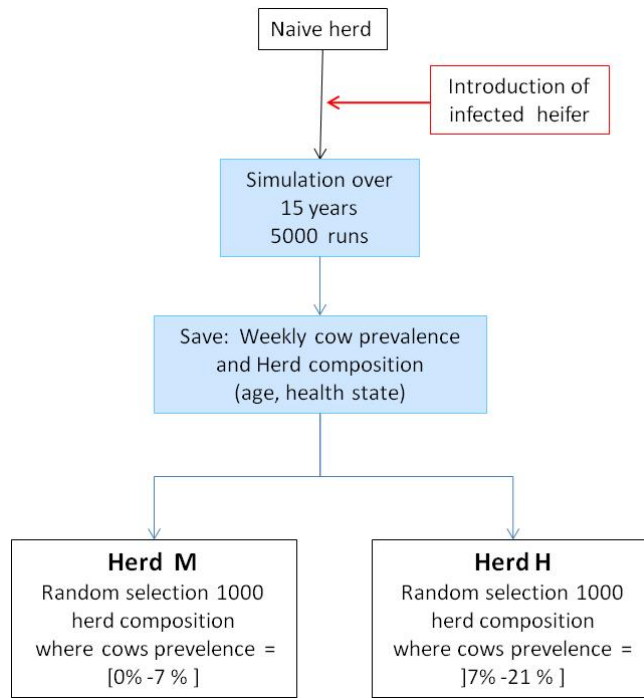 Naive herd
Introduction of
infected heifer
Simulation over
15 years
5000 runs
Save: Weekly cow prevalence
and Herd composition
(age, health state)
Herd M
Random selection 1000
herd composition
where cows prevelence =
[0% -7 % ]
Herd H
Random selection 1000
herd composition
where cows prevalence =
]7% -21 % ]